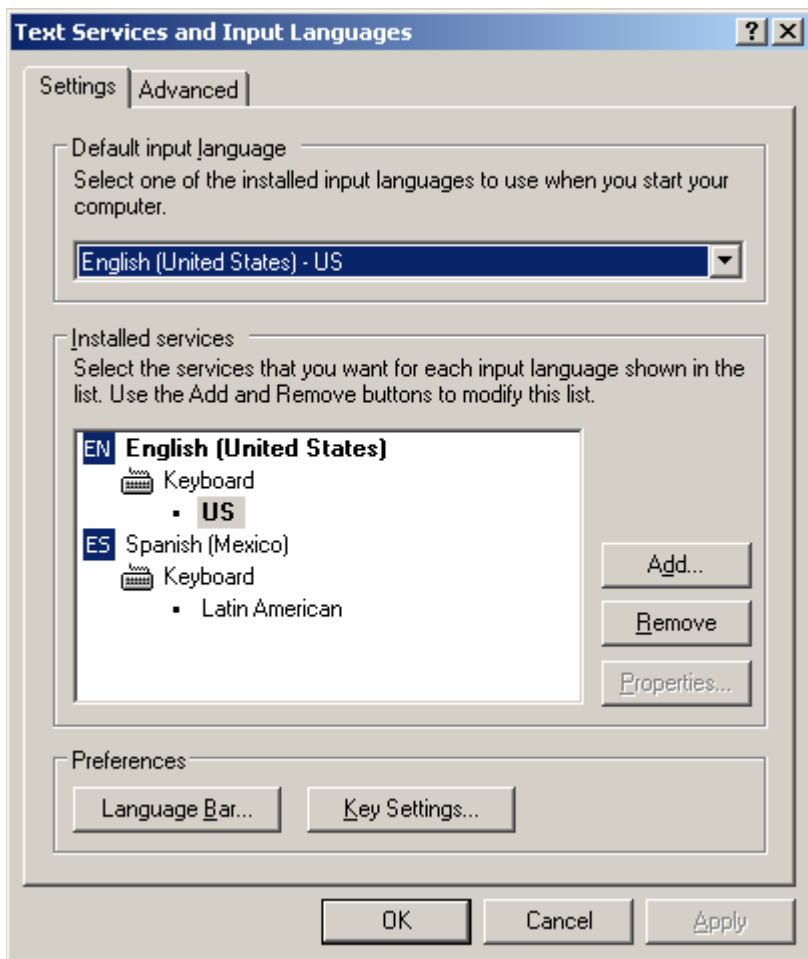 Text Services and Input Languages
Settings
Advanced
Default input language
Select one of the installed input languages to use when you start your
computer.
English (United States) - US
Installed services
Select the services that you want for each input language shown in the
list. Use the Add and Remove buttons to modify this list.
EN English (United States)
Keyboard
US
ES Spanish (Mexico)
Keyboard
Latin American
Add...
Remove
Properties...
Preferences
Language Bar...
Key Settings...
OK
Cancel
Apply